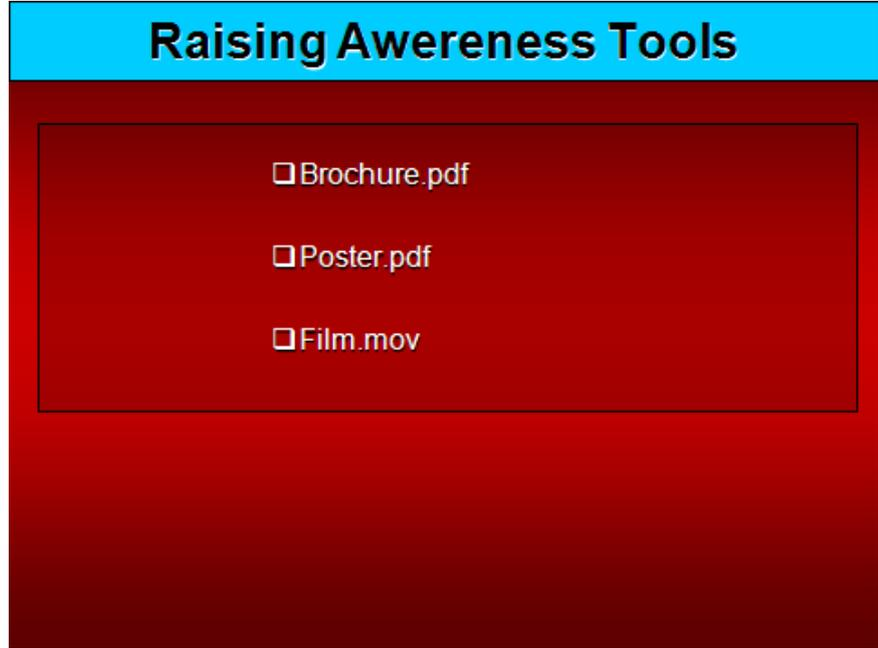 Raising Awereness Tools
❑Brochure.pdf
❑Poster.pdf
❑Film.mov